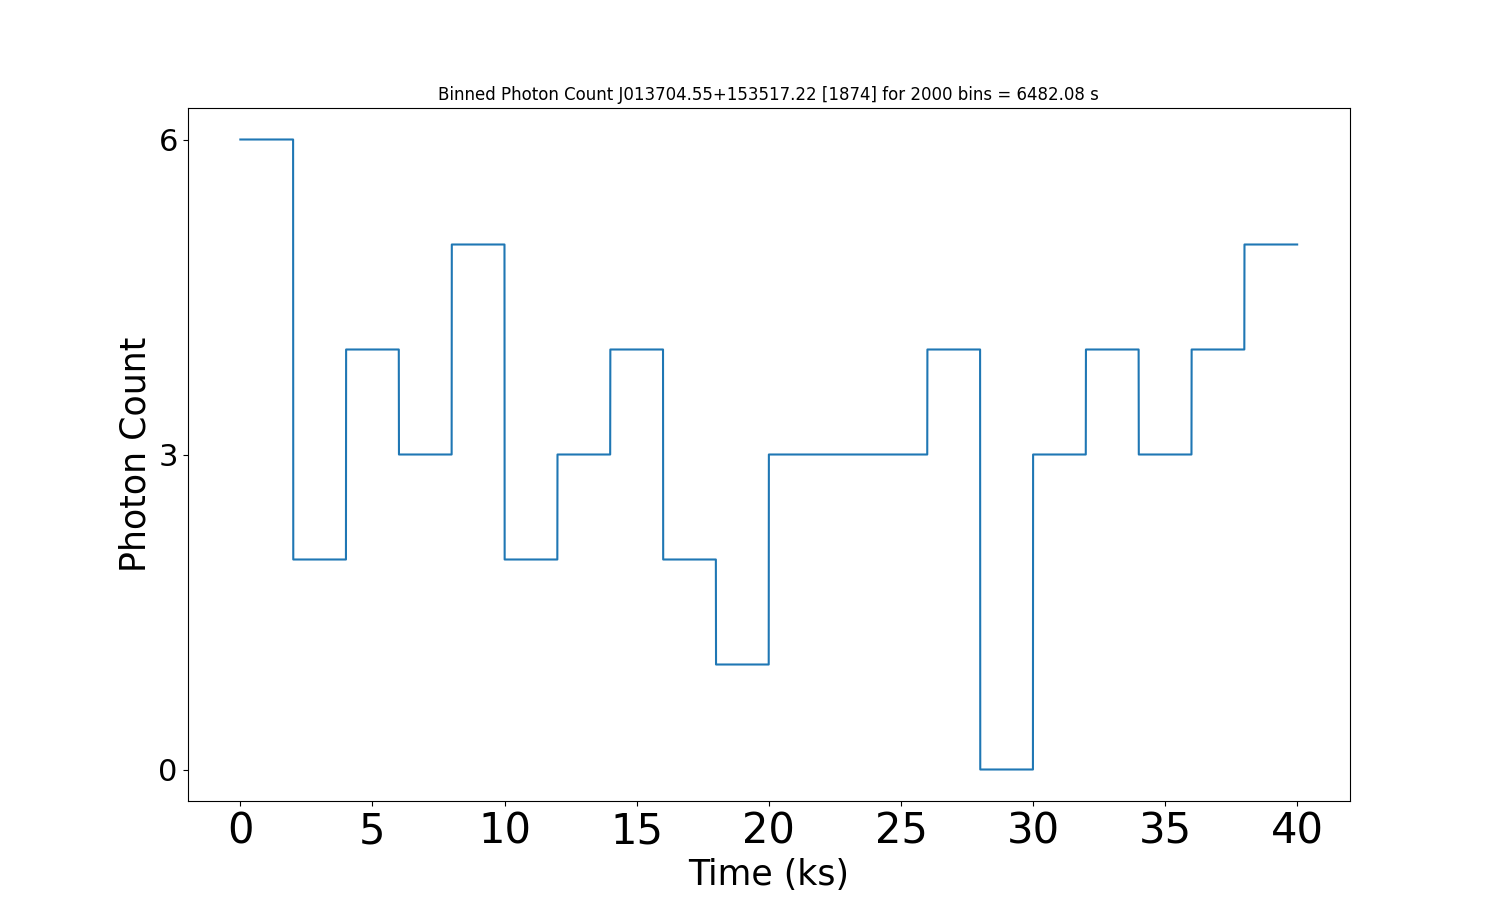 Binned Photon Count J013704.55+153517.22 [1874] for 2000 bins = 6482.08 s
6
3
0
Photon Count
0 5 10 15 20 25 30 35 40
Time (ks)